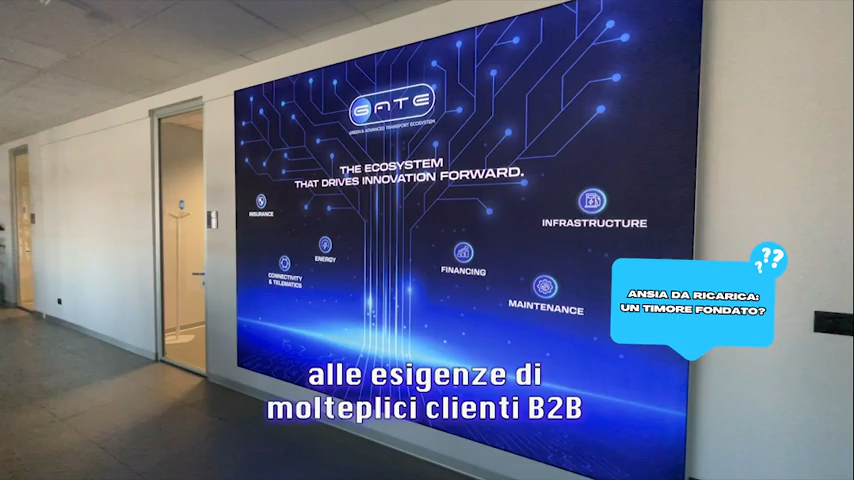 GATE
GREEN & ADVANCED TRANSPORT ECOSYSTEM
THE ECOSYSTEM
THAT DRIVES INNOVATION FORWARD.
INSURANCE
ENERGY
CONNECTIVITY
& TELEMATICS
FINANCING
INFRASTRUCTURE
MAINTENANCE
??
?
ANSIA DA RICARICA:
UN TIMORE FONDATO?
alle esigenze di
molteplici clienti B2B